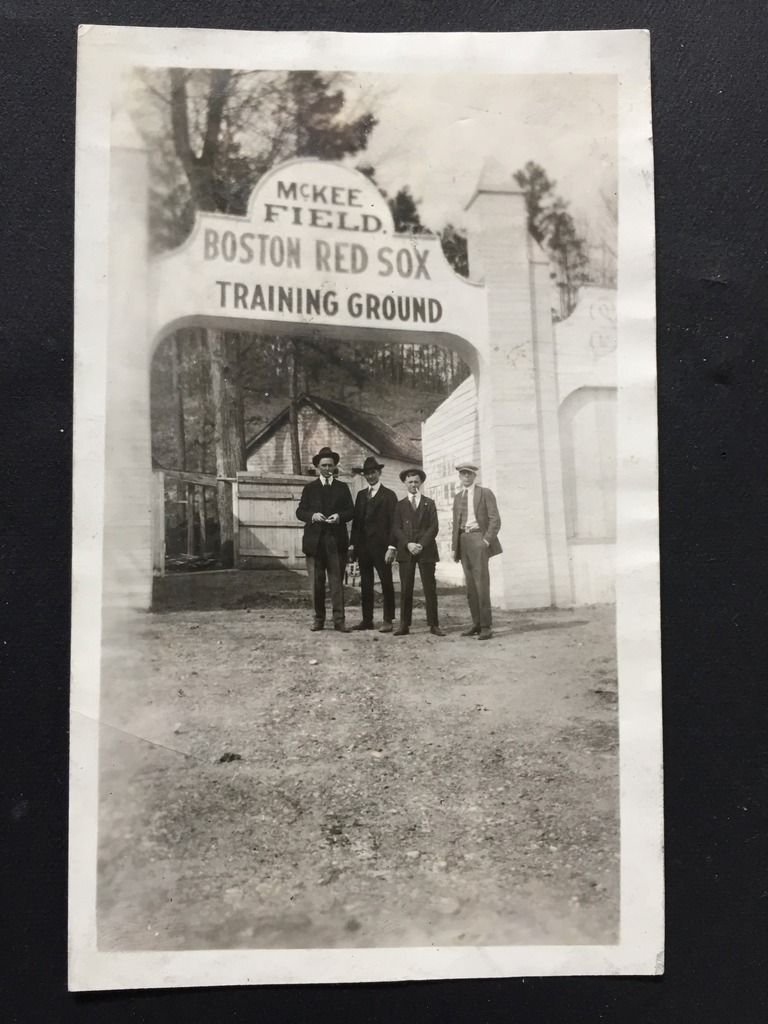 McKEE
FIELD.
BOSTON RED SOX
TRAINING GROUND